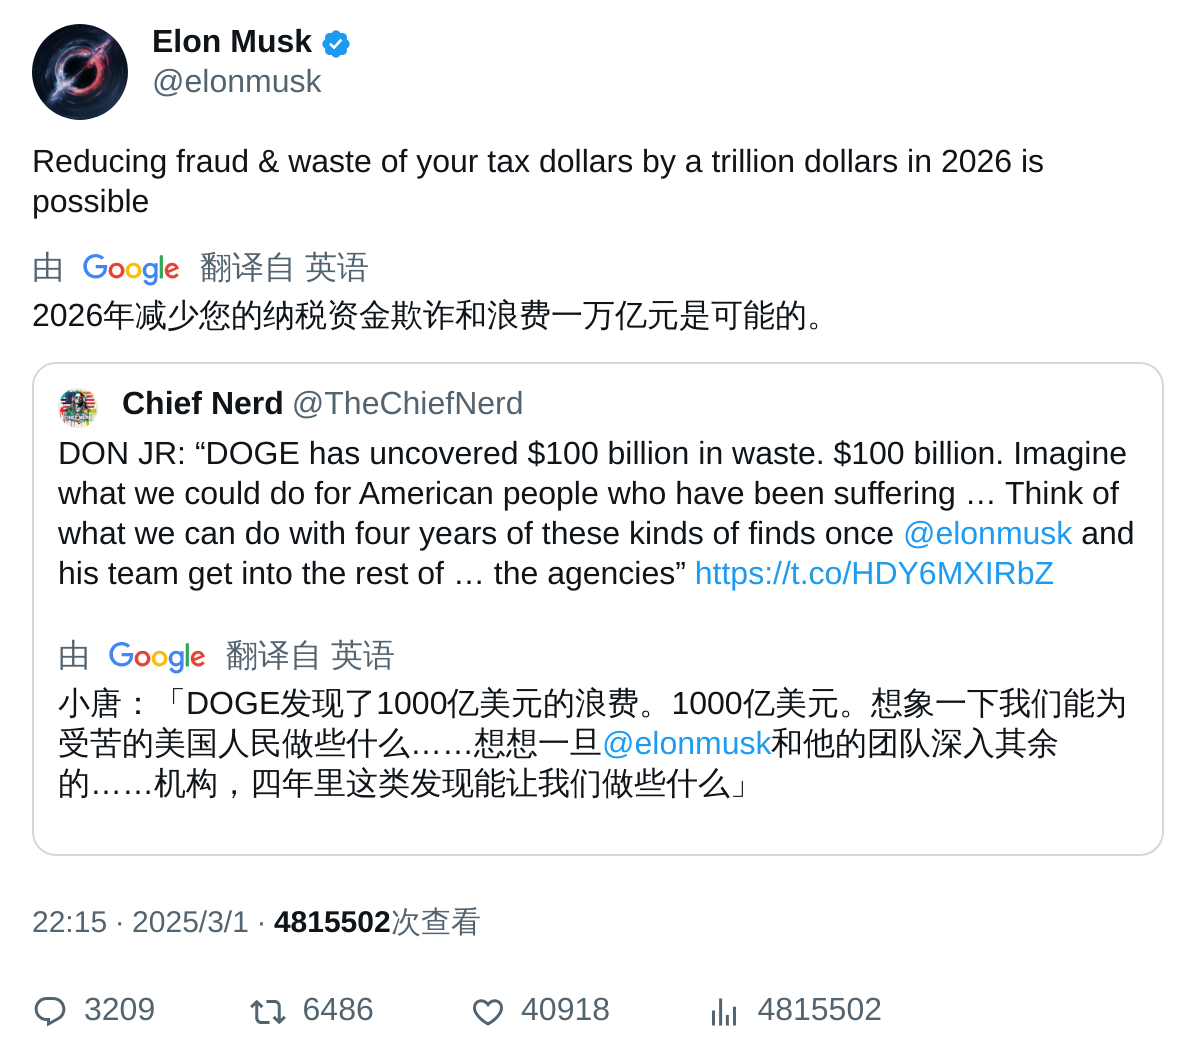 Elon Musk
@elonmusk
Reducing fraud & waste of your tax dollars by a trillion dollars in 2026 is
possible
由 Google 翻译自 英语
2026年减少您的纳税资金欺诈和浪费一万亿元是可能的。
Chief Nerd @TheChiefNerd
DON JR: “DOGE has uncovered $100 billion in waste. $100 billion. Imagine
what we could do for American people who have been suffering … Think of
what we can do with four years of these kinds of finds once @elonmusk and
his team get into the rest of … the agencies” https://t.co/HDY6MXIRbZ
由 Google 翻译自 英语
小唐：「DOGE发现了1000亿美元的浪费。1000亿美元。想象一下我们能为
受苦的美国人民做些什么……想想一旦@elonmusk和他的团队深入其余
的……机构，四年里这类发现能让我们做些什么」
22:15 · 2025/3/1 · 4815502次查看
3209 6486 40918 4815502